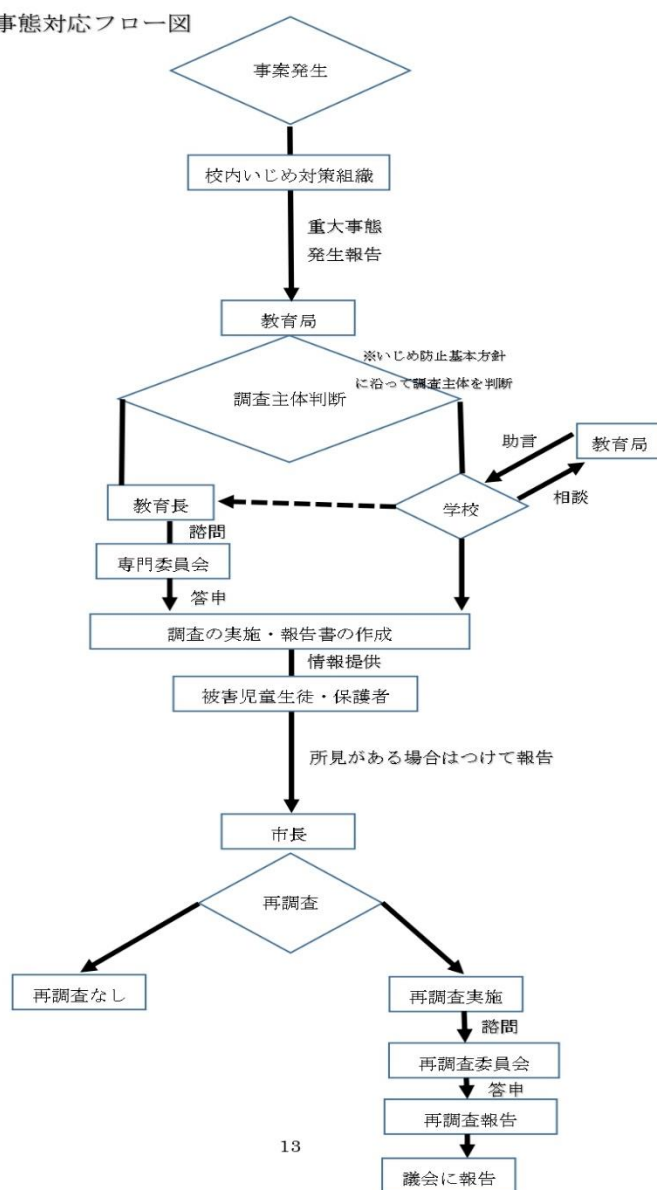 事態対応フロー図
事案発生
校内いじめ対策組織
重大事態
発生報告
教育局
※いじめ防止基本方針
に沿って調査主体を判断
調査主体判断
助言
教育局
相談
教育長
学校
諮問
専門委員会
答申
調査の実施・報告書の作成
情報提供
被害児童生徒・保護者
所見がある場合はつけて報告
市長
再調査
再調査なし
再調査実施
諮問
再調査委員会
答申
再調査報告
13
議会に報告